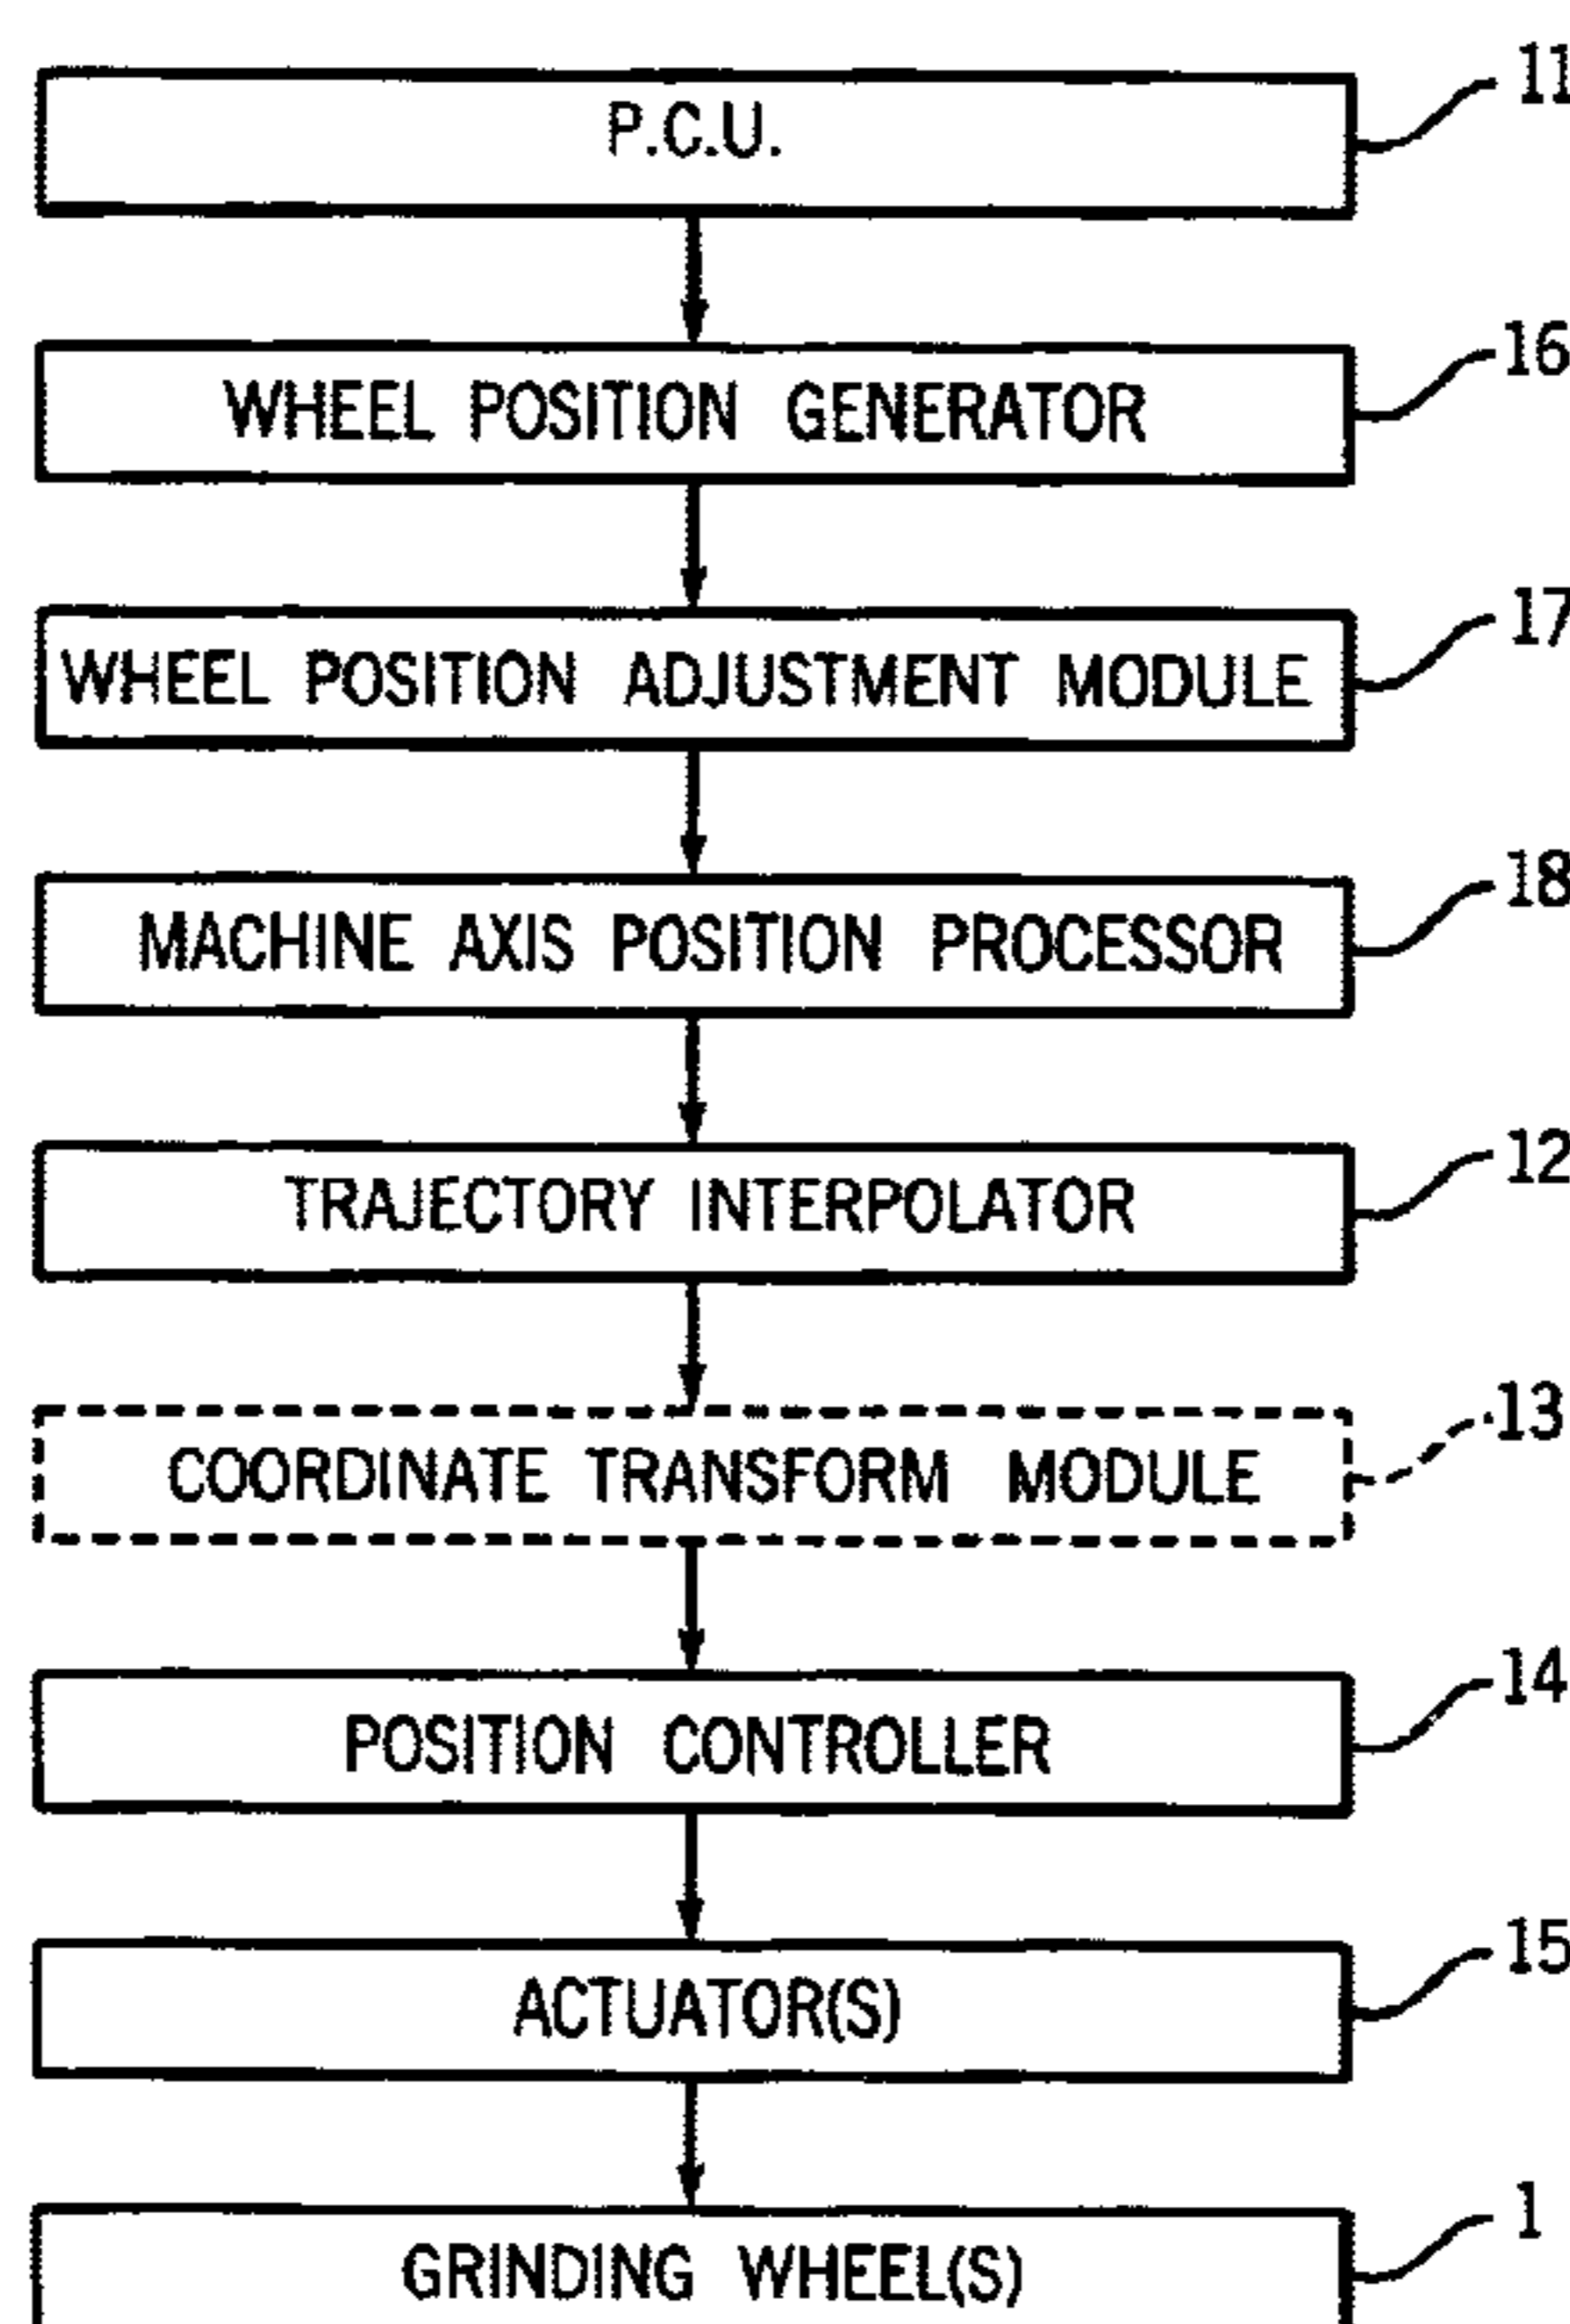 P.C.U.
11
WHEEL POSITION GENERATOR
16
WHEEL POSITION ADJUSTMENT MODULE
17
MACHINE AXIS POSITION PROCESSOR
18
TRAJECTORY INTERPOLATOR
12
COORDINATE TRANSFORM MODULE
13
POSITION CONTROLLER
14
ACTUATOR(S)
15
GRINDING WHEEL(S)
1